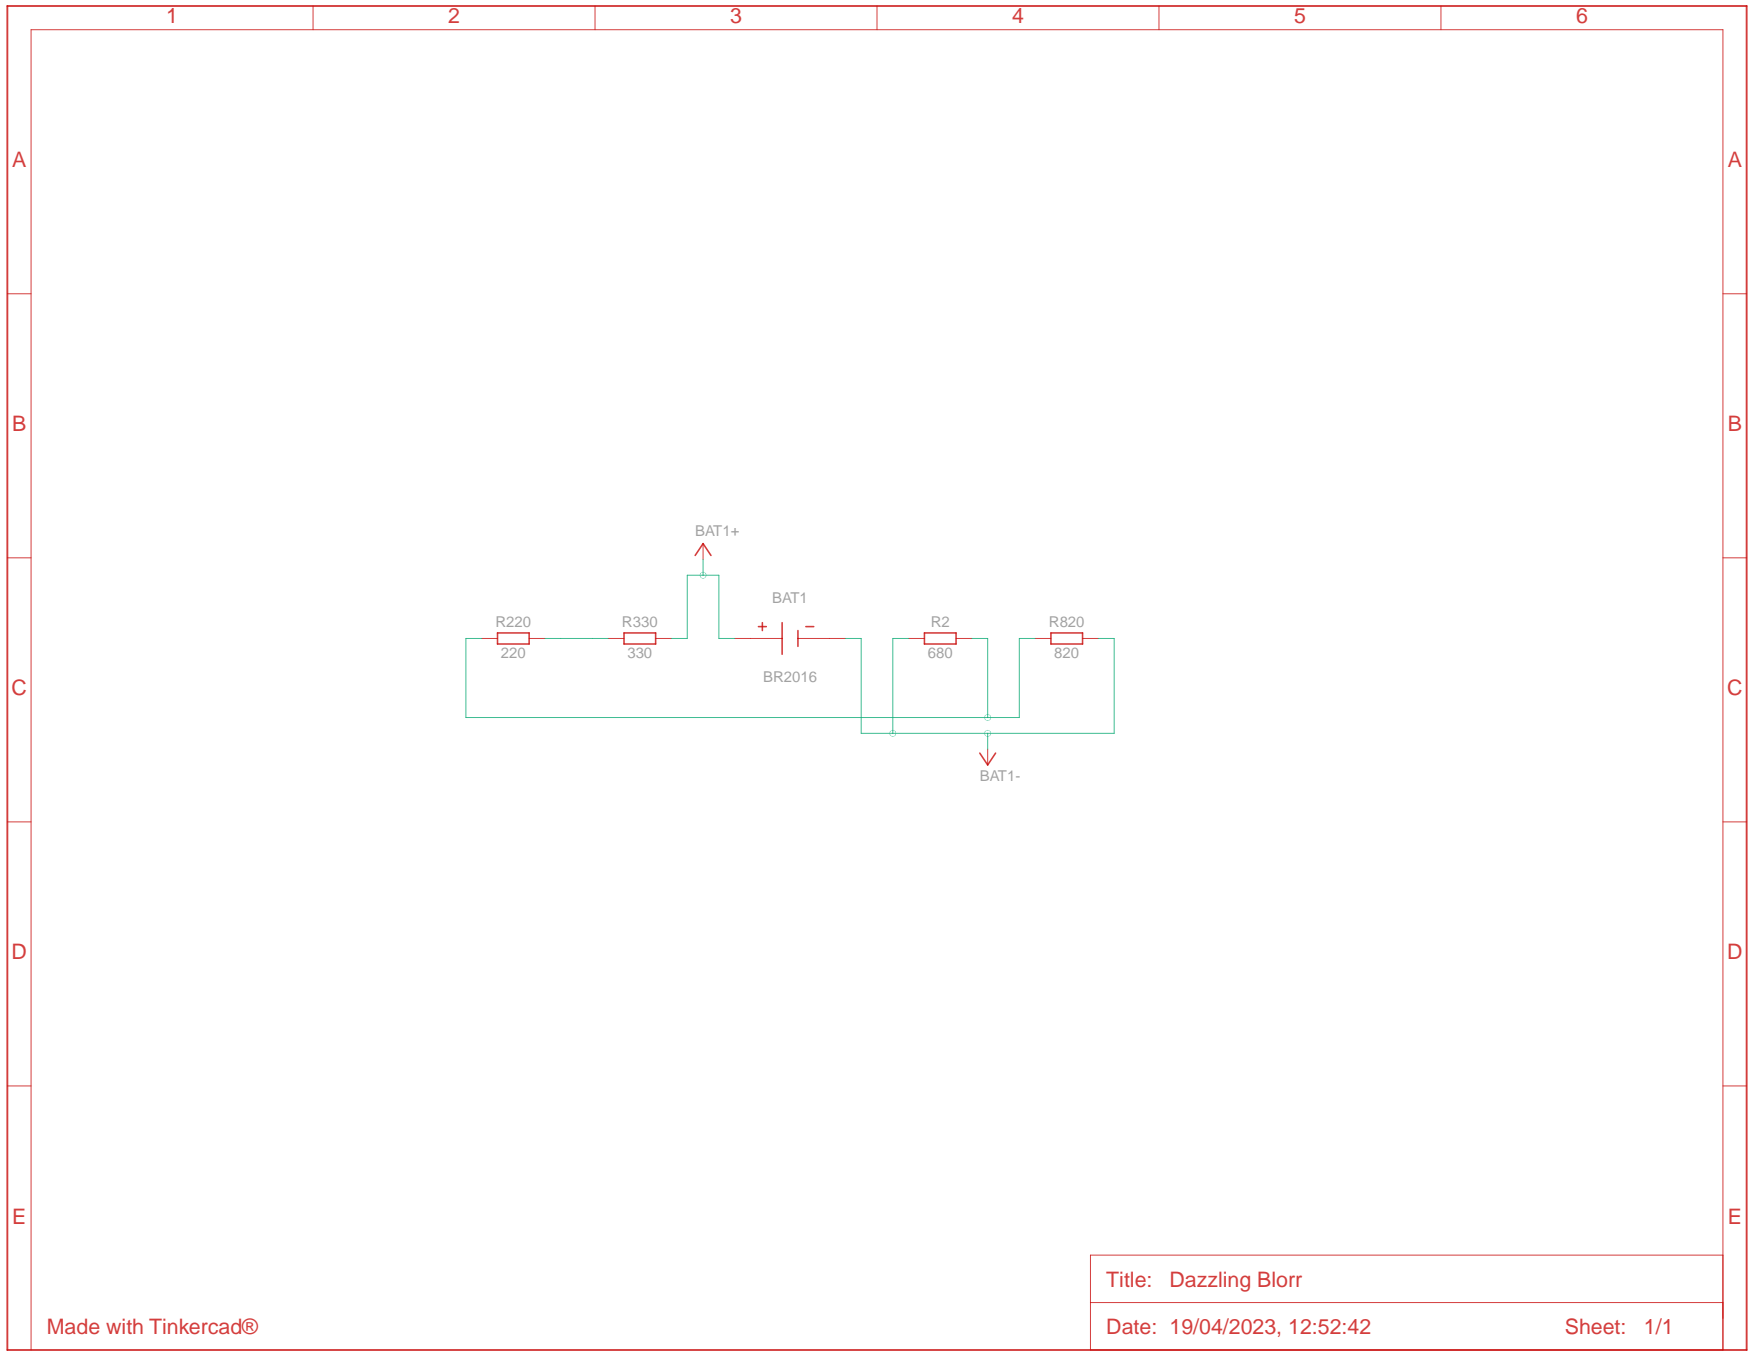 1 2 3 4 5 6
A A
B B
BAT1+
BAT1
R220 R330 + − R2 R820
220 330 680 820
BR2016
C C
BAT1-
D D
E E
Title: Dazzling Blorr
Made with Tinkercad® Date: 19/04/2023, 12:52:42 Sheet: 1/1